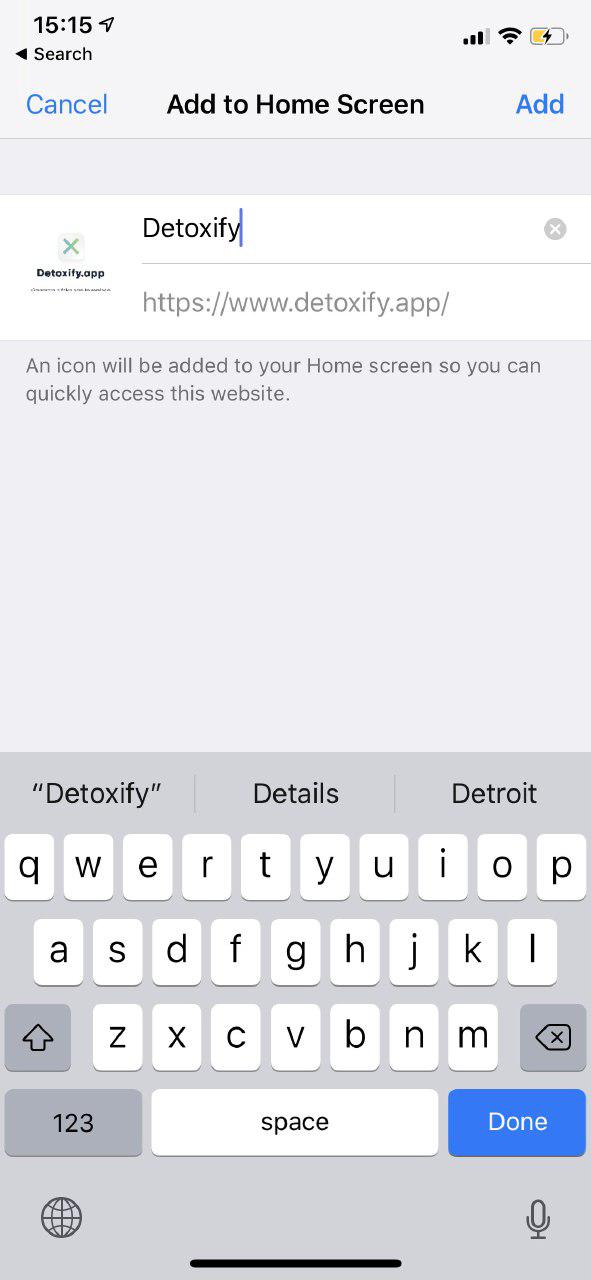 15:15
Search
Cancel Add to Home Screen Add
Detoxify
Detoxify.app
https://www.detoxify.app/
An icon will be added to your Home screen so you can
quickly access this website.
“Detoxify” Details Detroit
q w e r t y u i o p
a s d f g h j k l
z x c v b n m
123 space Done